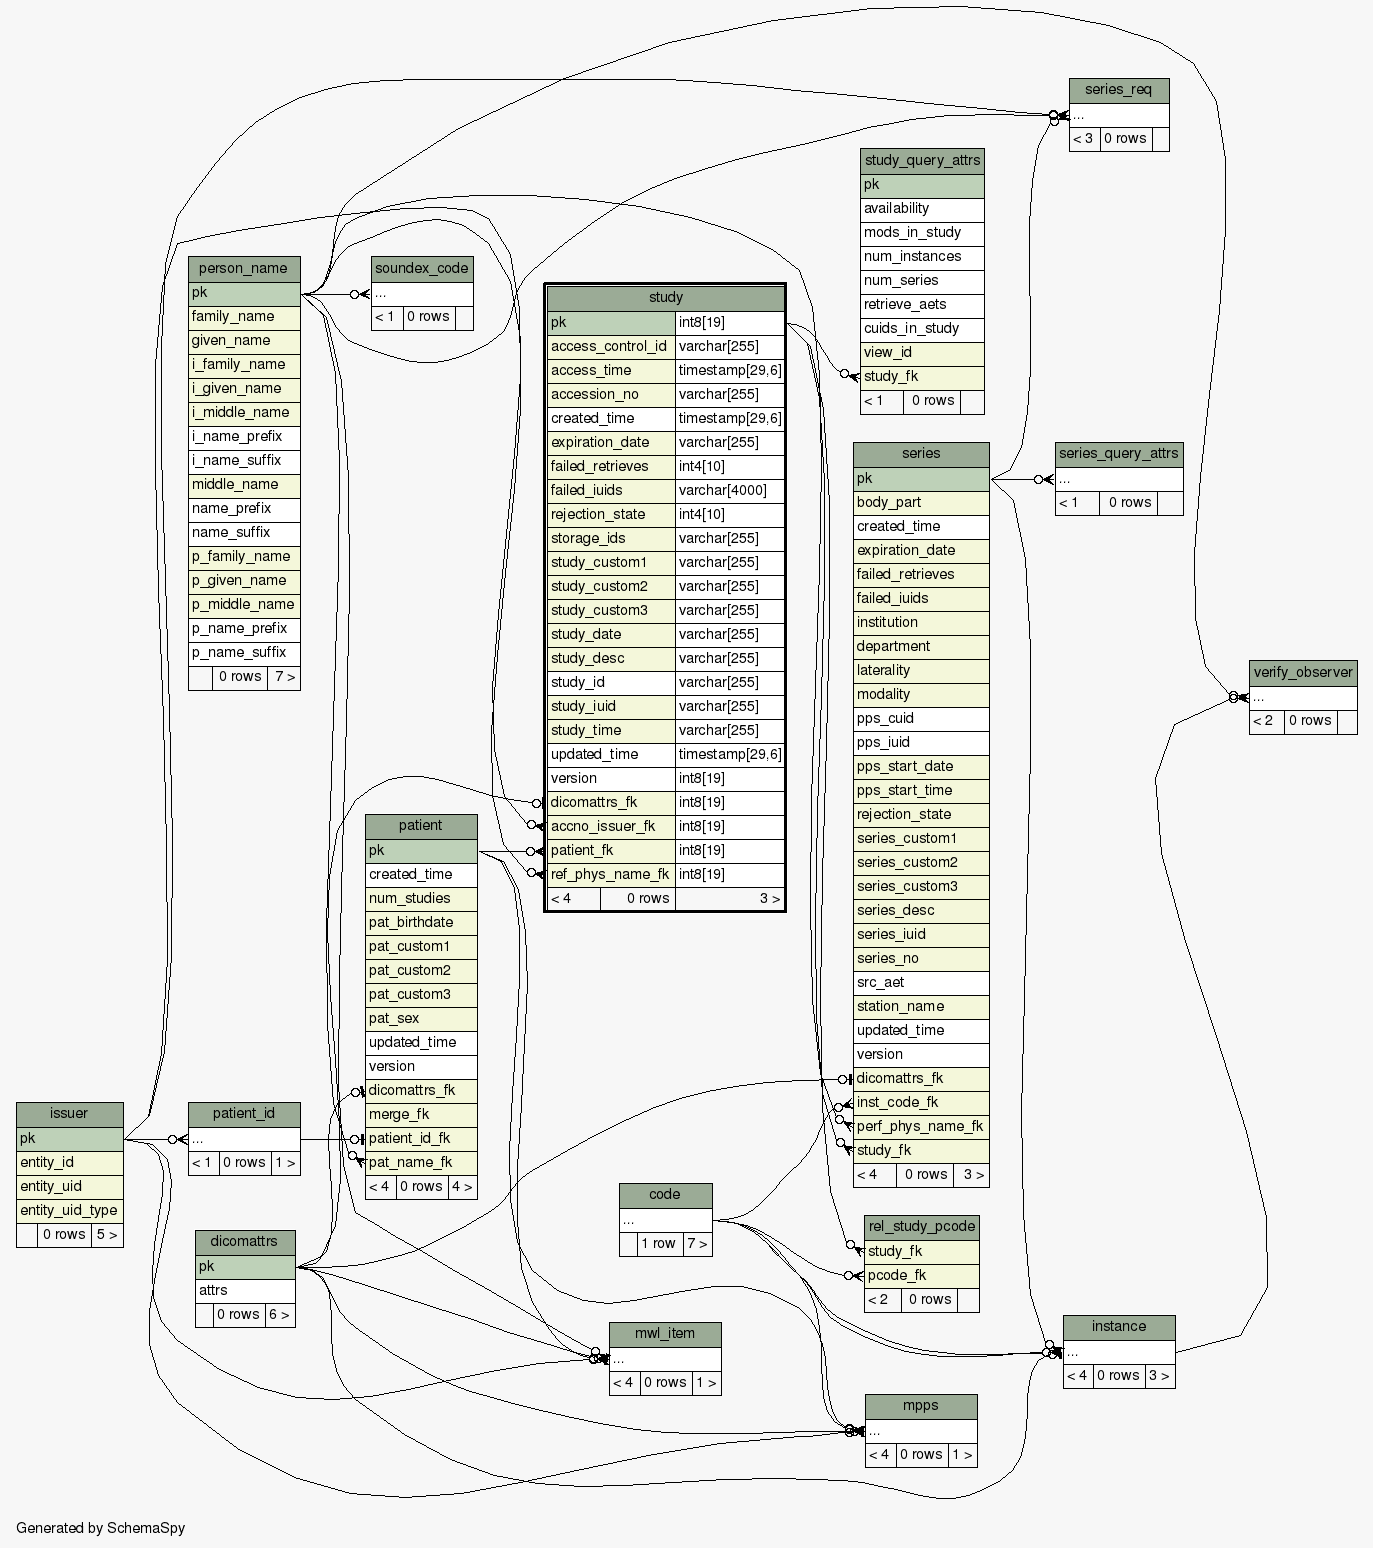 series_req
...
< 3 0 rows
study_query_attrs
pk
availability
mods_in_study
num_instances
num_series
retrieve_aets
cuids_in_study
view_id
study_fk
< 1 0 rows
person_name
pk
family_name
given_name
i_family_name
i_given_name
i_middle_name
i_name_prefix
i_name_suffix
middle_name
name_prefix
name_suffix
p_family_name
p_given_name
p_middle_name
p_name_prefix
p_name_suffix
0 rows 7 >
soundex_code
...
< 1 0 rows
study
pk int8[19]
access_control_id varchar[255]
access_time timestamp[29,6]
accession_no varchar[255]
created_time timestamp[29,6]
expiration_date varchar[255]
failed_retrieves int4[10]
failed_iuids varchar[4000]
rejection_state int4[10]
storage_ids varchar[255]
study_custom1 varchar[255]
study_custom2 varchar[255]
study_custom3 varchar[255]
study_date varchar[255]
study_desc varchar[255]
study_id varchar[255]
study_iuid varchar[255]
study_time varchar[255]
updated_time timestamp[29,6]
version int8[19]
dicomattrs_fk int8[19]
accno_issuer_fk int8[19]
patient_fk int8[19]
ref_phys_name_fk int8[19]
< 4 0 rows 3 >
series
pk
body_part
created_time
expiration_date
failed_retrieves
failed_iuids
institution
department
laterality
modality
pps_cuid
pps_iuid
pps_start_date
pps_start_time
rejection_state
series_custom1
series_custom2
series_custom3
series_desc
series_iuid
series_no
src_aet
station_name
updated_time
version
dicomattrs_fk
inst_code_fk
perf_phys_name_fk
study_fk
< 4 0 rows 3 >
series_query_attrs
...
< 1 0 rows
verify_observer
...
< 2 0 rows
patient
pk
created_time
num_studies
pat_birthdate
pat_custom1
pat_custom2
pat_custom3
pat_sex
updated_time
version
dicomattrs_fk
merge_fk
patient_id_fk
pat_name_fk
< 4 0 rows 4 >
issuer
pk
entity_id
entity_uid
entity_uid_type
0 rows 5 >
patient_id
...
< 1 0 rows 1 >
code
...
1 row 7 >
rel_study_pcode
study_fk
pcode_fk
< 2 0 rows
dicomattrs
pk
attrs
0 rows 6 >
mwl_item
...
< 4 0 rows 1 >
instance
...
< 4 0 rows 3 >
mpps
...
< 4 0 rows 1 >
Generated by SchemaSpy